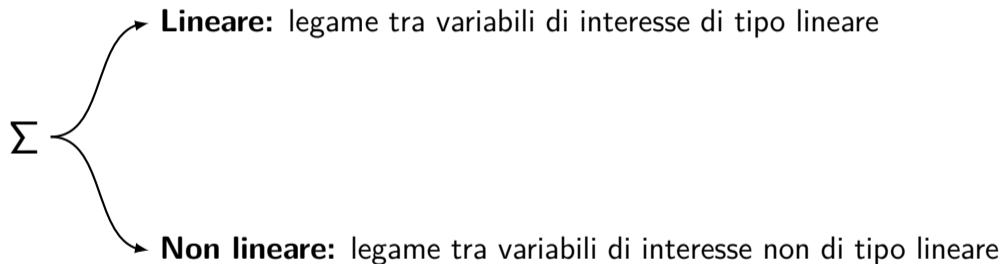 Lineare: legame tra variabili di interesse di tipo lineare
Σ
Non lineare: legame tra variabili di interesse non di tipo lineare